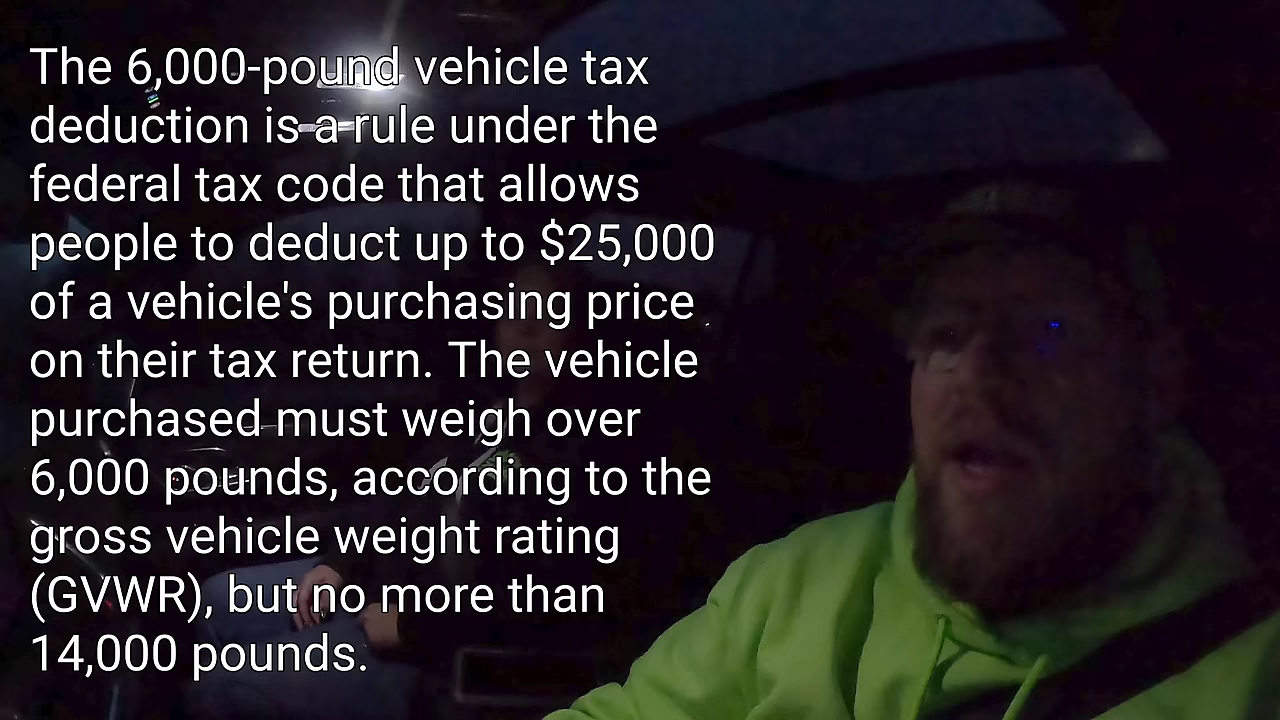 The 6,000-pound vehicle tax
deduction is a rule under the
federal tax code that allows
people to deduct up to $25,000
of a vehicle's purchasing price
on their tax return. The vehicle
purchased must weigh over
6,000 pounds, according to the
gross vehicle weight rating
(GVWR), but no more than
14,000 pounds.